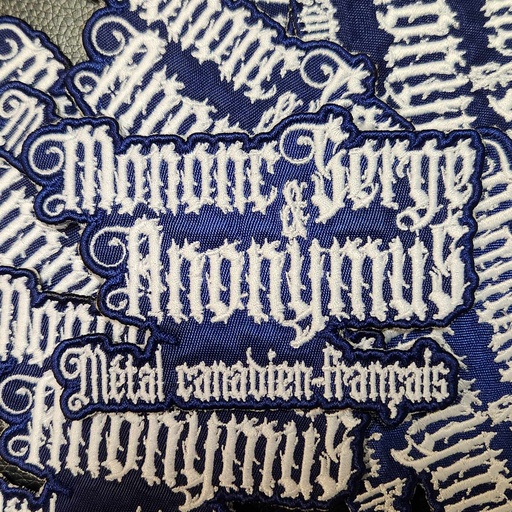 Mononc' Serge
&
Anonymus
Métal canadien-français
Anonymus